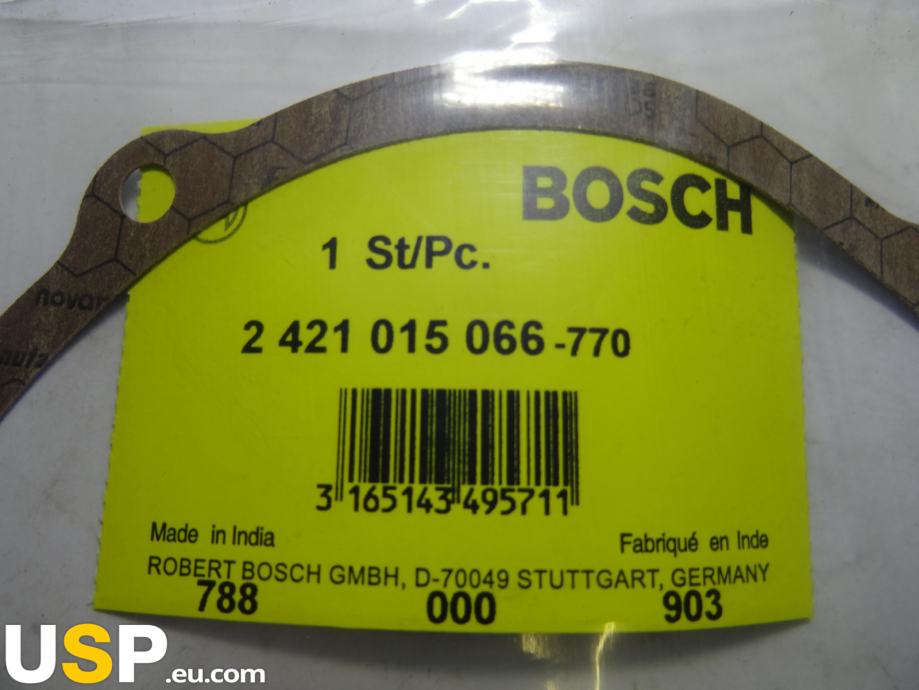 BOSCH
1 St/Pc.
2 421 015 066 -770
3 165143 495711
Made in India
Fabriqué en Inde
ROBERT BOSCH GMBH, D-70049 STUTTGART, GERMANY
788 000 903
USP.eu.com